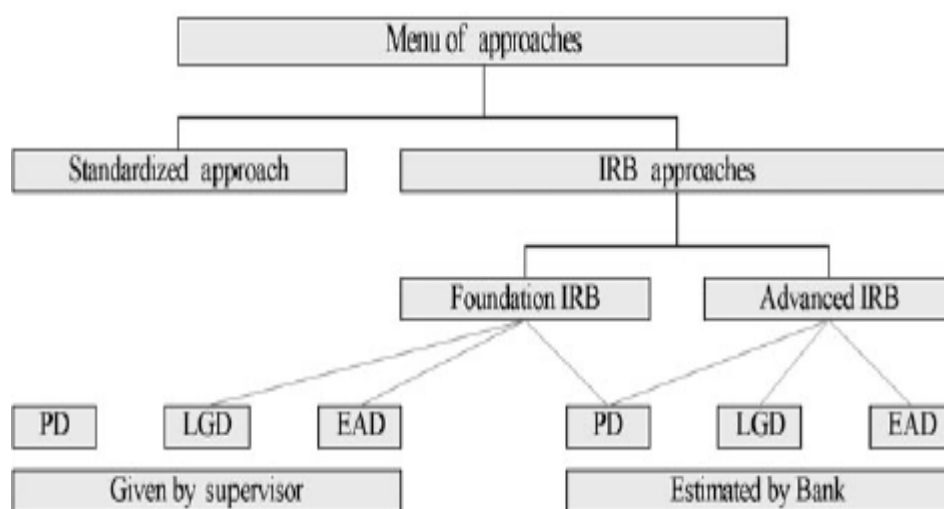 Menu of approaches
Standardized approach
IRB approaches
Foundation IRB
Advanced IRB
PD
LGD
EAD
PD
LGD
EAD
Given by supervisor
Estimated by Bank